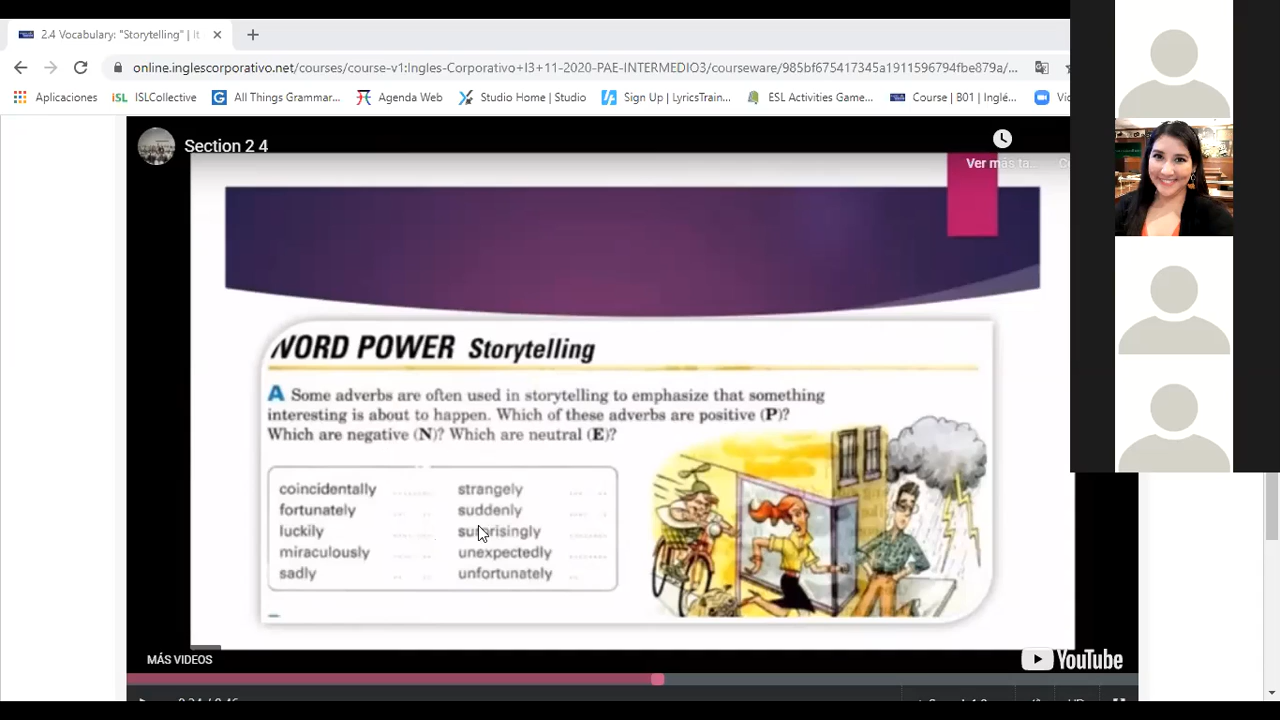 2.4 Vocabulary: "Storytelling" | It
online.inglescorporativo.net/courses/course-v1:Ingles-Corporativo+I3+11-2020-PAE-INTERMEDIO3/courseware/985bf675417345a1911596794fbe879a/...
Aplicaciones
ISLCollective
All Things Grammar...
Agenda Web
Studio Home | Studio
Sign Up | LyricsTrain...
ESL Activities Game...
Course | B01 | Inglé...
Section 2 4
Ver más ta...
WORD POWER Storytelling
A Some adverbs are often used in storytelling to emphasize that something
interesting is about to happen. Which of these adverbs are positive (P)?
Which are negative (N)? Which are neutral (E)?
coincidentally
fortunately
luckily
miraculously
sadly
strangely
suddenly
surprisingly
unexpectedly
unfortunately
MÁS VIDEOS
YouTube